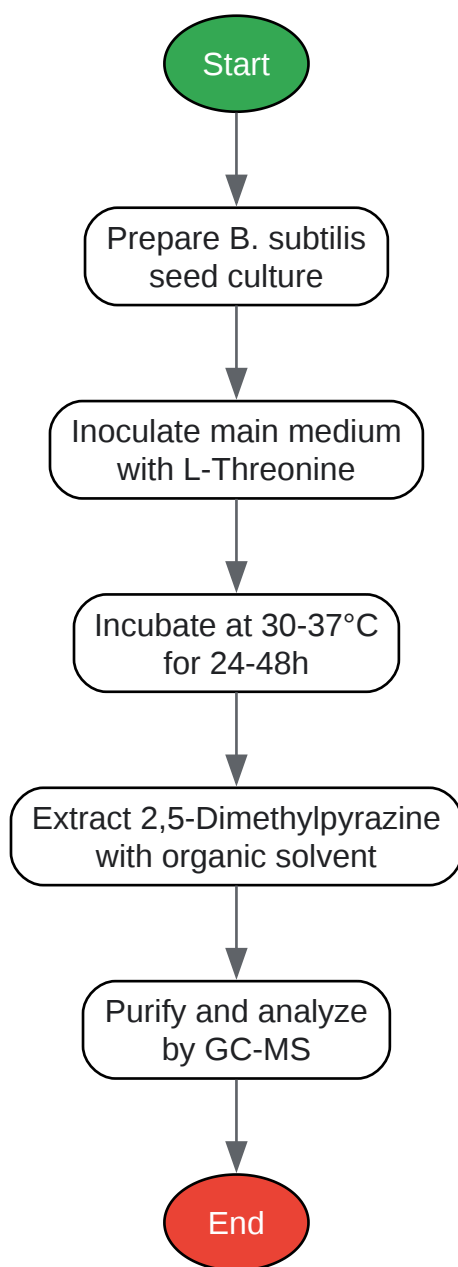 Start
Prepare B. subtilis
seed culture
Inoculate main medium
with L-Threonine
Incubate at 30-37°C
for 24-48h
Extract 2,5-Dimethylpyrazine
with organic solvent
Purify and analyze
by GC-MS
End